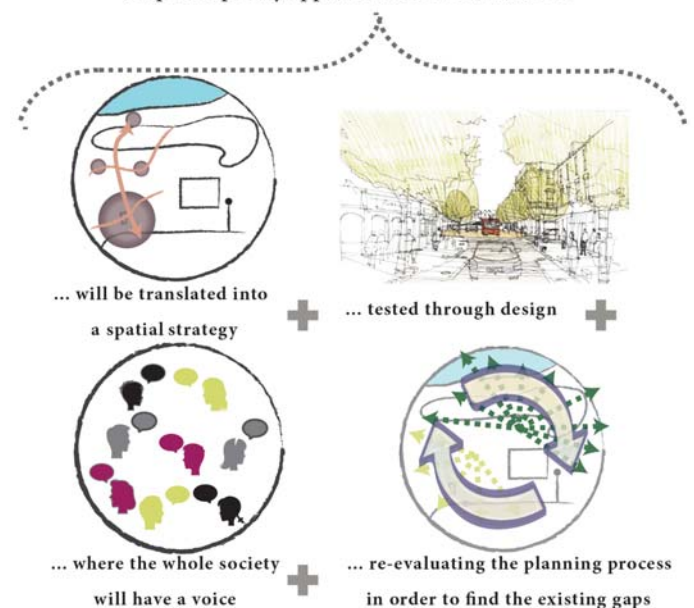 ... will be translated into
a spatial strategy
... tested through design
... where the whole society
will have a voice
... re-evaluating the planning process
in order to find the existing gaps